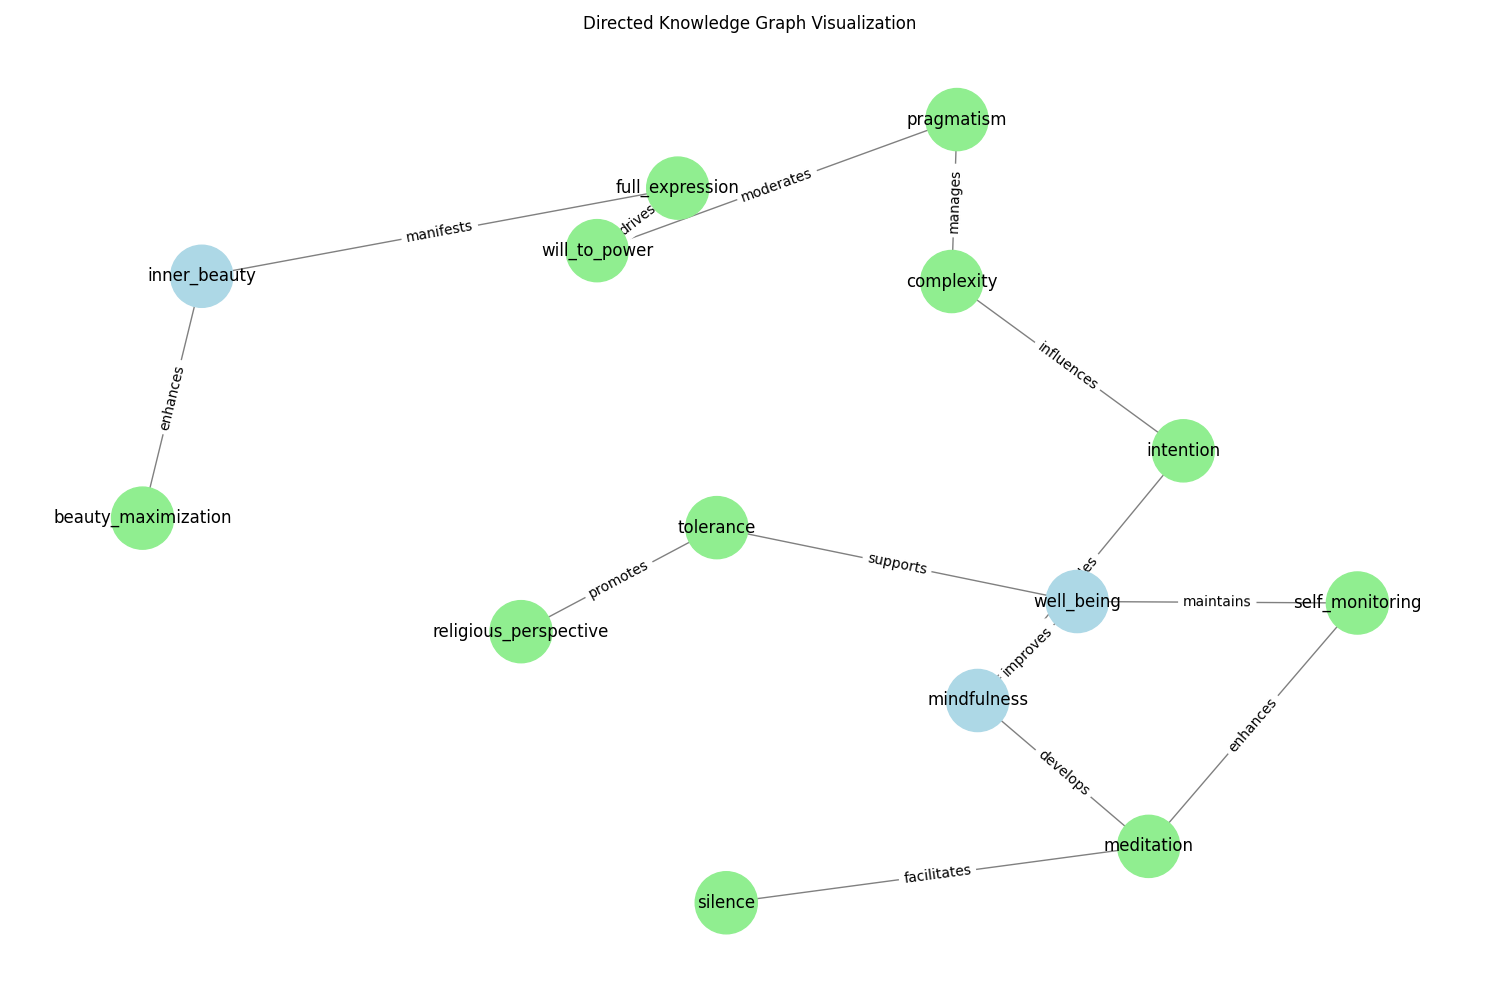 Directed Knowledge Graph Visualization
pragmatism
full_expression
moderates
manages
drives
manifests
will_to_power
inner_beauty
complexity
influences
enhances
intention
beauty_maximization
tolerance
supports
promotes
well_being
maintains
self_monitoring
religious_perspective
improves
mindfulness
enhances
develops
meditation
facilitates
silence